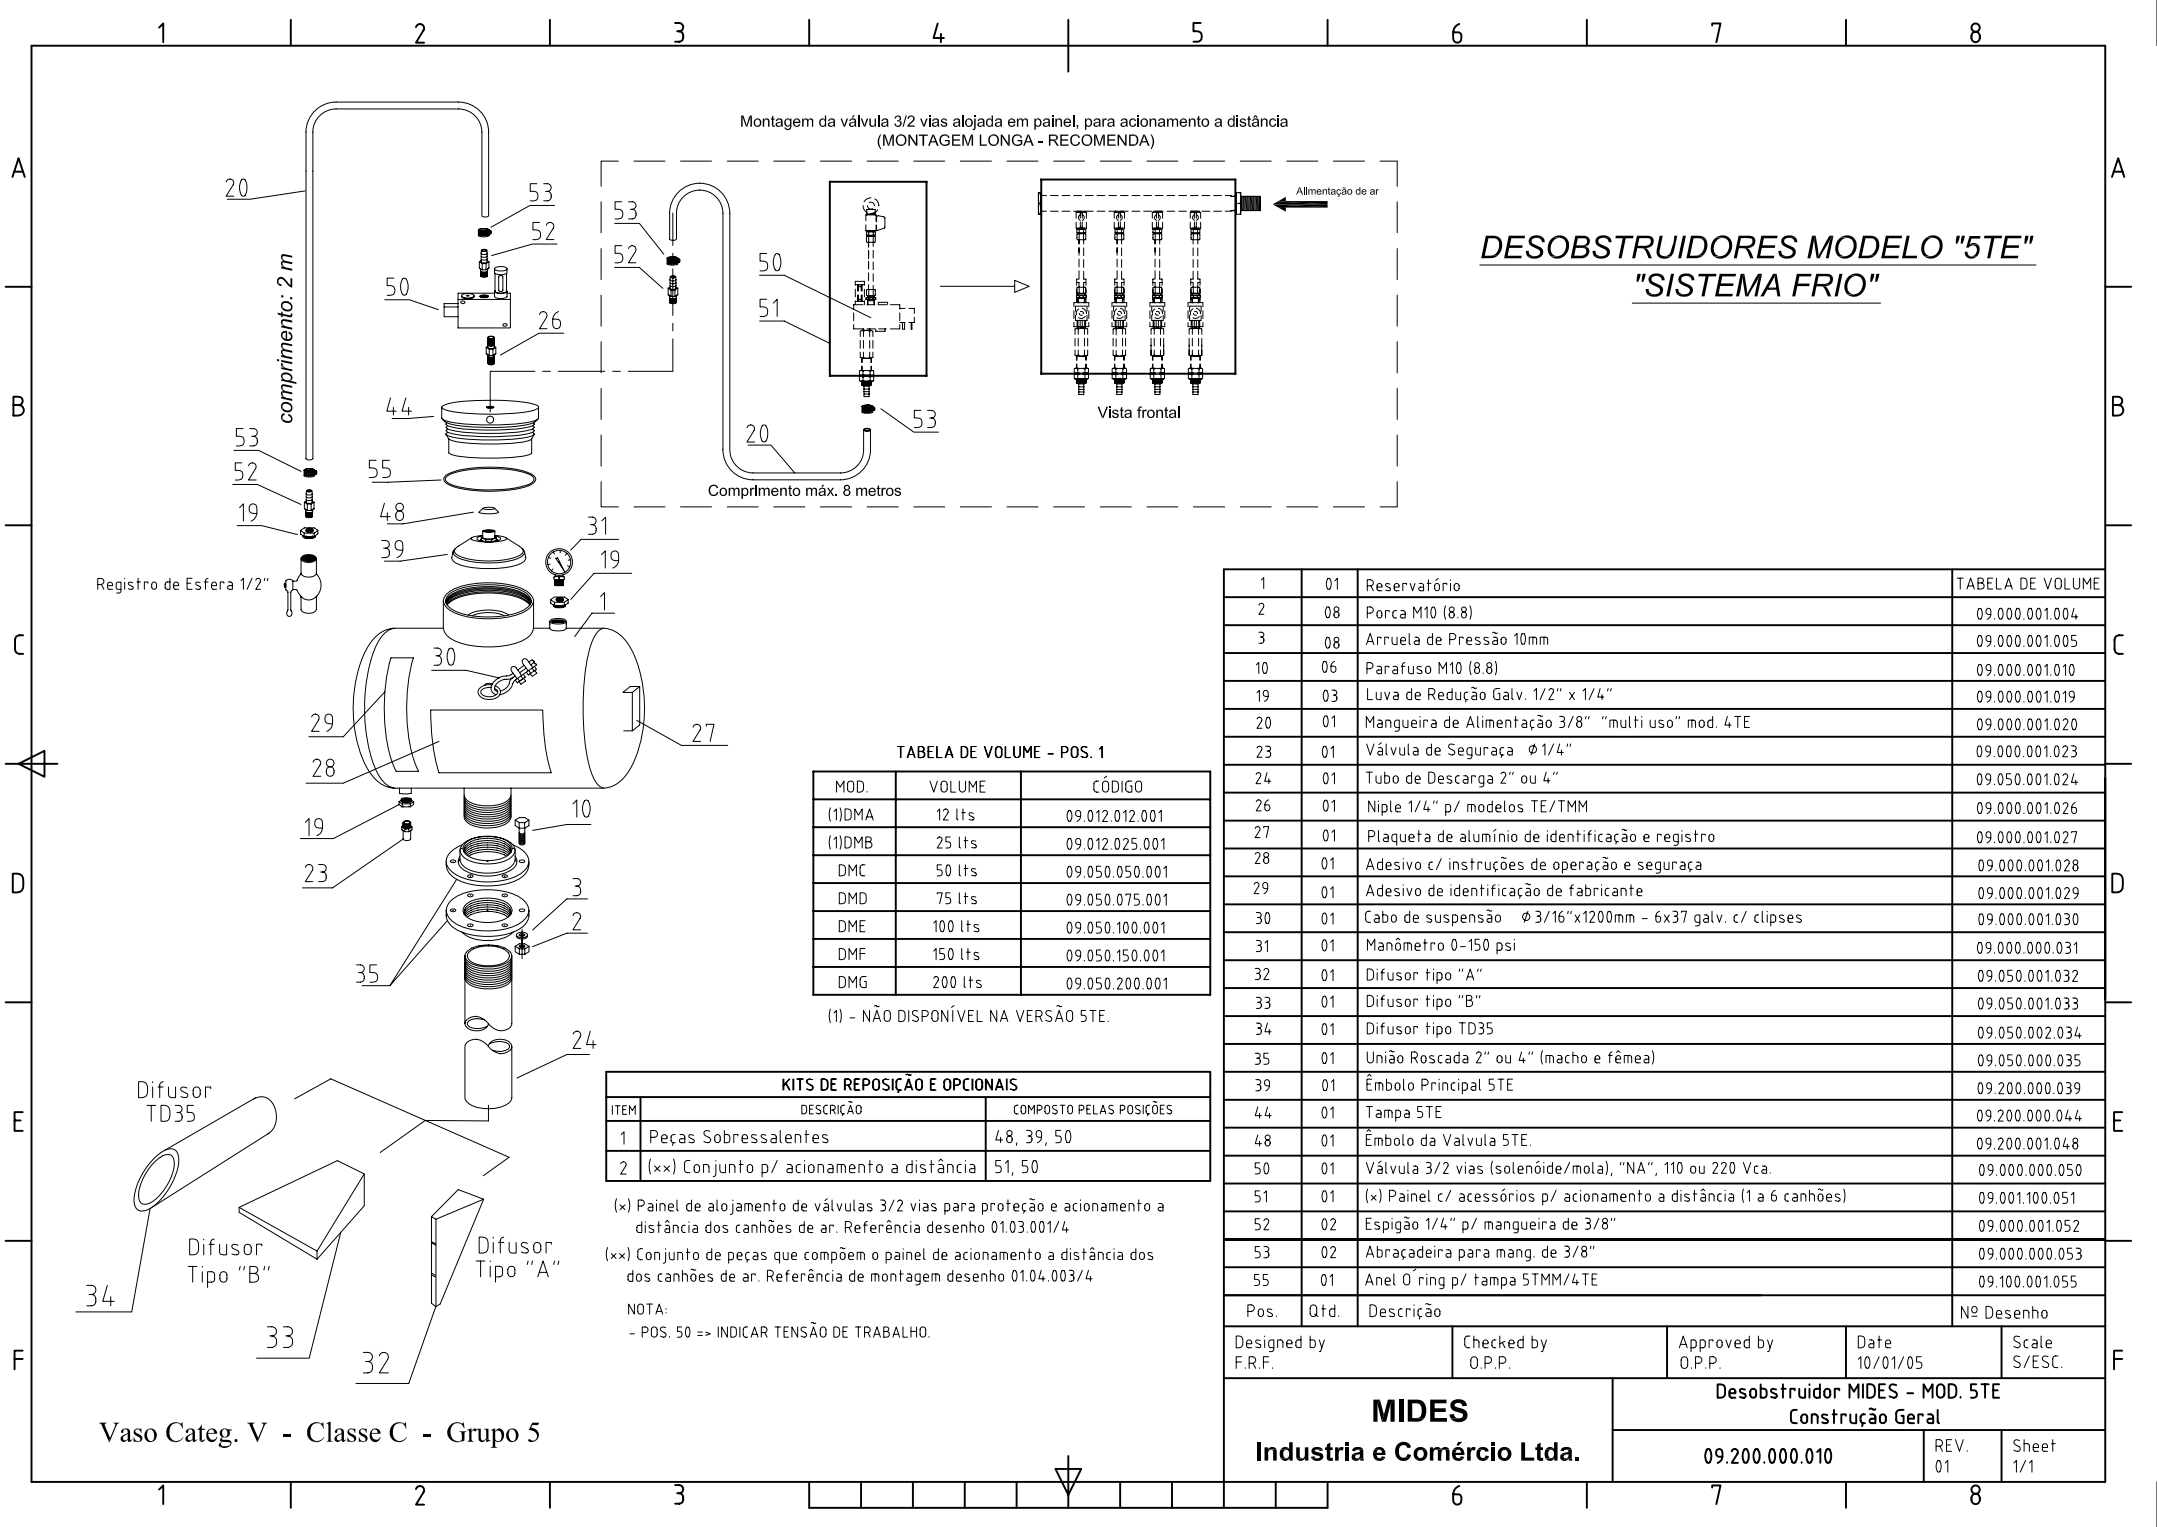 1 2 3 4 5 6 7 8
A A
B B
C C
D D
E E
F F
1 2 3 6 7 8
DESOBSTRUIDORES MODELO "5TE"
"SISTEMA FRIO"
Montagem da válvula 3/2 vias alojada em painel, para acionamento a distância
(MONTAGEM LONGA - RECOMENDA)
Alimentação de ar
Vista frontal
Comprimento máx. 8 metros
53
52
50
51
20
53
20
comprimento: 2 m
53
52
50
26
44
53
52
19
55
48
39
31
19
1
Registro de Esfera 1/2"
30
29
28
27
19
23
10
3
2
35
24
Difusor
TD35
Difusor
Tipo "B"
Difusor
Tipo "A"
34
33
32
Vaso Categ. V - Classe C - Grupo 5
TABELA DE VOLUME - POS. 1
MOD. VOLUME CÓDIGO
(1)DMA 12 lts 09.012.012.001
(1)DMB 25 lts 09.012.025.001
DMC 50 lts 09.050.050.001
DMD 75 lts 09.050.075.001
DME 100 lts 09.050.100.001
DMF 150 lts 09.050.150.001
DMG 200 lts 09.050.200.001
(1) - NÃO DISPONÍVEL NA VERSÃO 5TE.
KITS DE REPOSIÇÃO E OPCIONAIS
ITEM DESCRIÇÃO COMPOSTO PELAS POSIÇÕES
1 Peças Sobressalentes 48, 39, 50
2 (××) Conjunto p/ acionamento a distância 51, 50
(×) Painel de alojamento de válvulas 3/2 vias para proteção e acionamento a
distância dos canhões de ar. Referência desenho 01.03.001/4
(××) Conjunto de peças que compõem o painel de acionamento a distância dos
dos canhões de ar. Referência de montagem desenho 01.04.003/4
NOTA:
- POS. 50 => INDICAR TENSÃO DE TRABALHO.
1 01 Reservatório TABELA DE VOLUME
2 08 Porca M10 (8.8) 09.000.001.004
3 08 Arruela de Pressão 10mm 09.000.001.005
10 06 Parafuso M10 (8.8) 09.000.001.010
19 03 Luva de Redução Galv. 1/2" x 1/4" 09.000.001.019
20 01 Mangueira de Alimentação 3/8" "multi uso" mod. 4TE 09.000.001.020
23 01 Válvula de Seguraça Ø1/4" 09.000.001.023
24 01 Tubo de Descarga 2" ou 4" 09.050.001.024
26 01 Niple 1/4" p/ modelos TE/TMM 09.000.001.026
27 01 Plaqueta de alumínio de identificação e registro 09.000.001.027
28 01 Adesivo c/ instruções de operação e seguraça 09.000.001.028
29 01 Adesivo de identificação de fabricante 09.000.001.029
30 01 Cabo de suspensão Ø3/16"x1200mm - 6x37 galv. c/ clipses 09.000.001.030
31 01 Manômetro 0-150 psi 09.000.000.031
32 01 Difusor tipo "A" 09.050.001.032
33 01 Difusor tipo "B" 09.050.001.033
34 01 Difusor tipo TD35 09.050.002.034
35 01 União Roscada 2" ou 4" (macho e fêmea) 09.050.000.035
39 01 Êmbolo Principal 5TE 09.200.000.039
44 01 Tampa 5TE 09.200.000.044
48 01 Êmbolo da Valvula 5TE. 09.200.001.048
50 01 Válvula 3/2 vias (solenóide/mola), "NA", 110 ou 220 Vca. 09.000.000.050
51 01 (×) Painel c/ acessórios p/ acionamento a distância (1 a 6 canhões) 09.001.100.051
52 02 Espigão 1/4" p/ mangueira de 3/8" 09.000.001.052
53 02 Abraçadeira para mang. de 3/8" 09.000.000.053
55 01 Anel O´ring p/ tampa 5TMM/4TE 09.100.001.055
Pos. Qtd. Descrição Nº Desenho
Designed by Checked by Approved by Date Scale
F.R.F. O.P.P. O.P.P. 10/01/05 S/ESC.
MIDES
Industria e Comércio Ltda.
Desobstruidor MIDES - MOD. 5TE
Construção Geral
09.200.000.010
REV.
01
Sheet
1/1